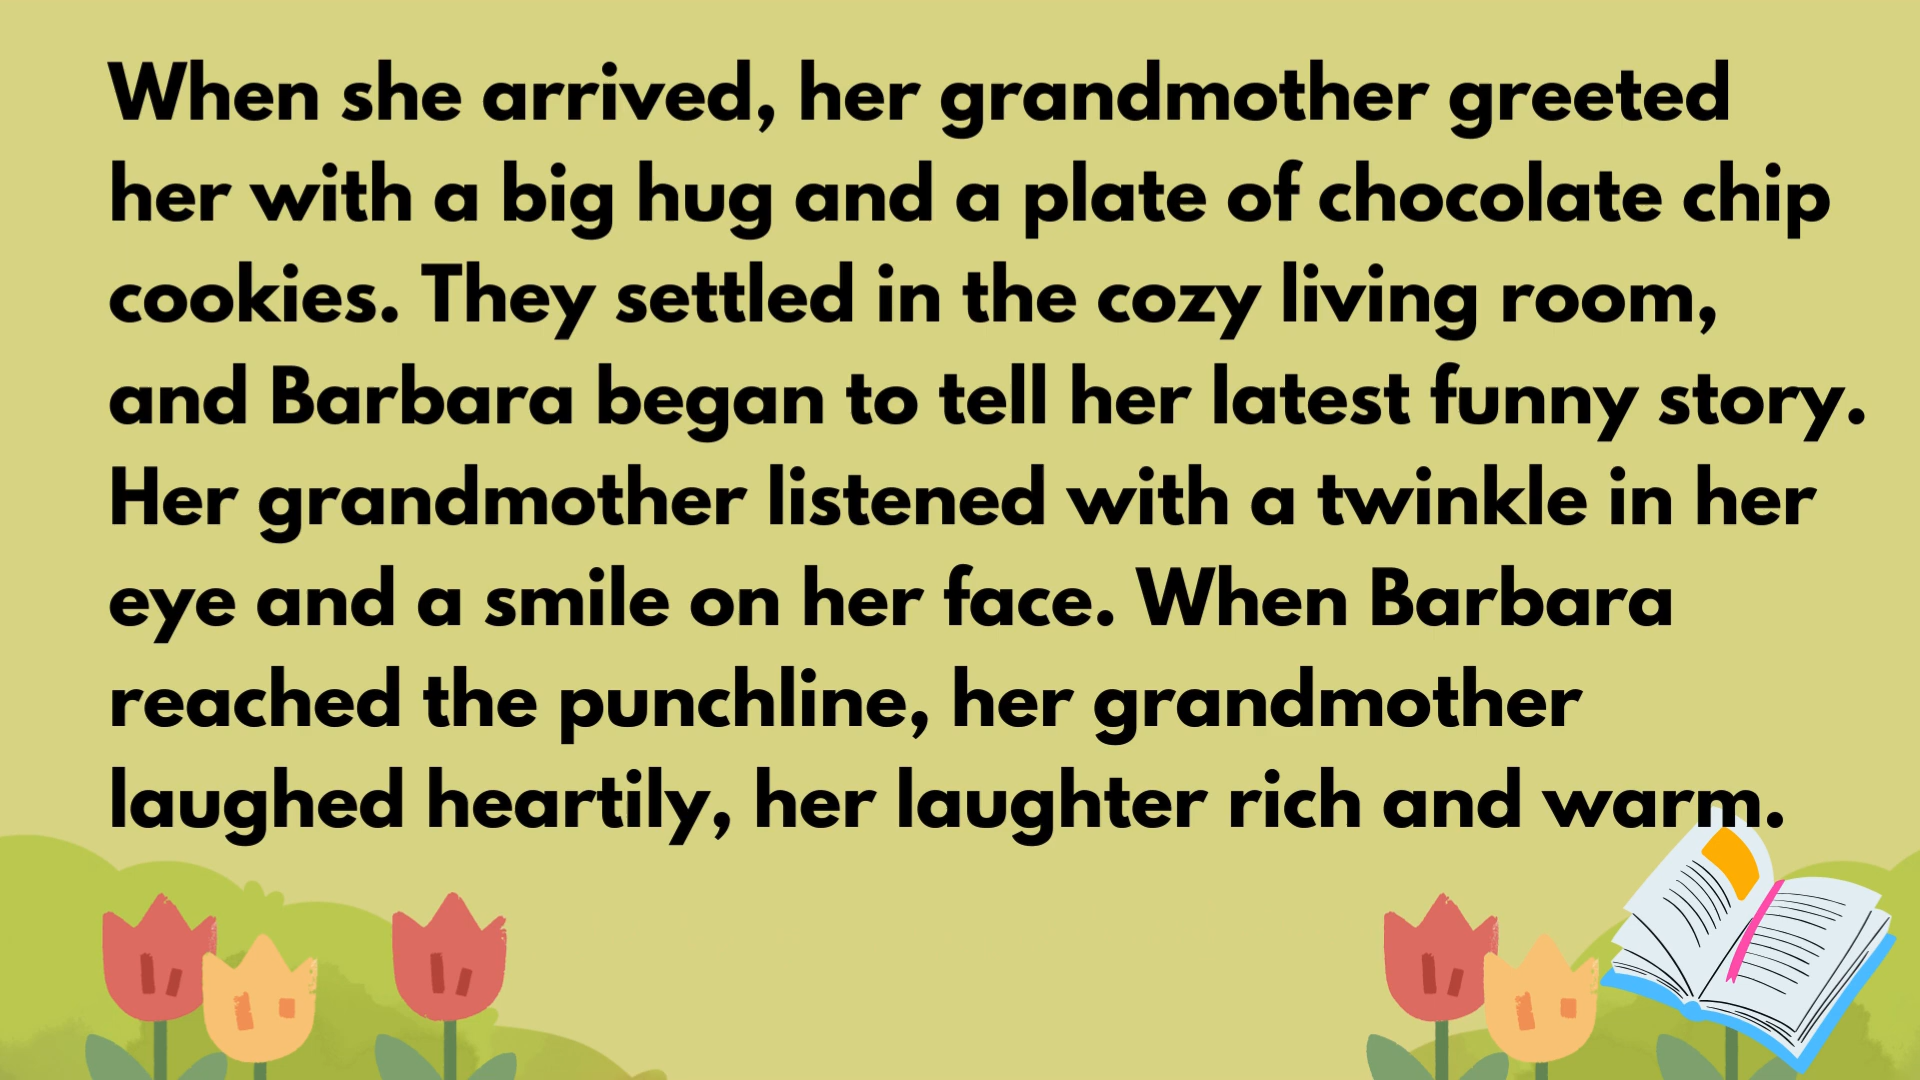 When she arrived, her grandmother greeted
her with a big hug and a plate of chocolate chip
cookies. They settled in the cozy living room,
and Barbara began to tell her latest funny story.
Her grandmother listened with a twinkle in her
eye and a smile on her face. When Barbara
reached the punchline, her grandmother
laughed heartily, her laughter rich and warm.